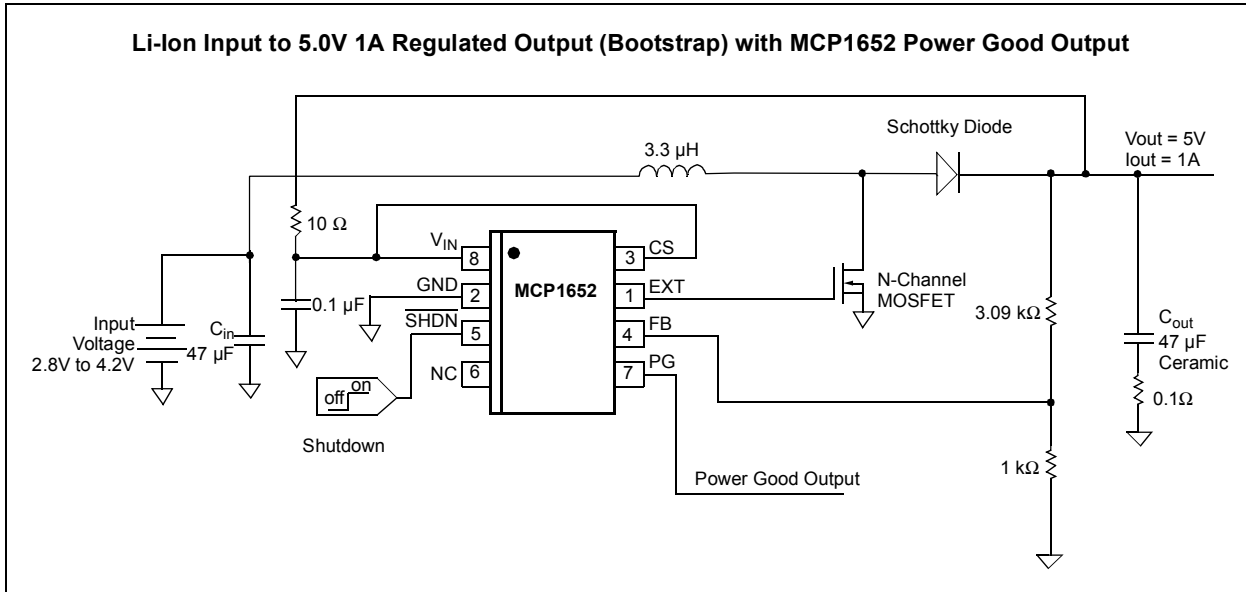 Li-Ion Input to 5.0V 1A Regulated Output (Bootstrap) with MCP1652 Power Good Output
Schottky Diode
Vout = 5V
Iout = 1A
3.3 µH
10 Ω
VIN
8
CS
3
GND
2
MCP1652
EXT
1
N-Channel
MOSFET
0.1 µF
SHDN
5
FB
4
3.09 kΩ
Input
Voltage
2.8V to 4.2V
Cin
47 µF
NC
6
PG
7
Cout
47 µF
Ceramic
0.1Ω
off on
Shutdown
1 kΩ
Power Good Output